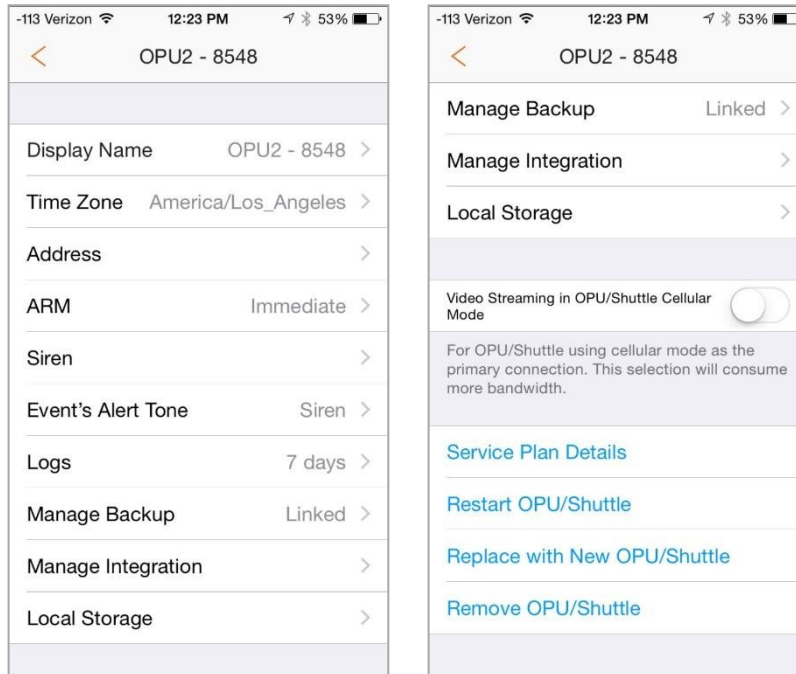 -113 Verizon 12:23 PM 53%
OPU2 - 8548
Display Name OPU2 - 8548
Time Zone America/Los_Angeles
Address
ARM Immediate
Siren
Event's Alert Tone Siren
Logs 7 days
Manage Backup Linked
Manage Integration
Local Storage
-113 Verizon 12:23 PM 53%
OPU2 - 8548
Manage Backup Linked
Manage Integration
Local Storage
Video Streaming in OPU/Shuttle Cellular
Mode
For OPU/Shuttle using cellular mode as the
primary connection. This selection will consume
more bandwidth.
Service Plan Details
Restart OPU/Shuttle
Replace with New OPU/Shuttle
Remove OPU/Shuttle